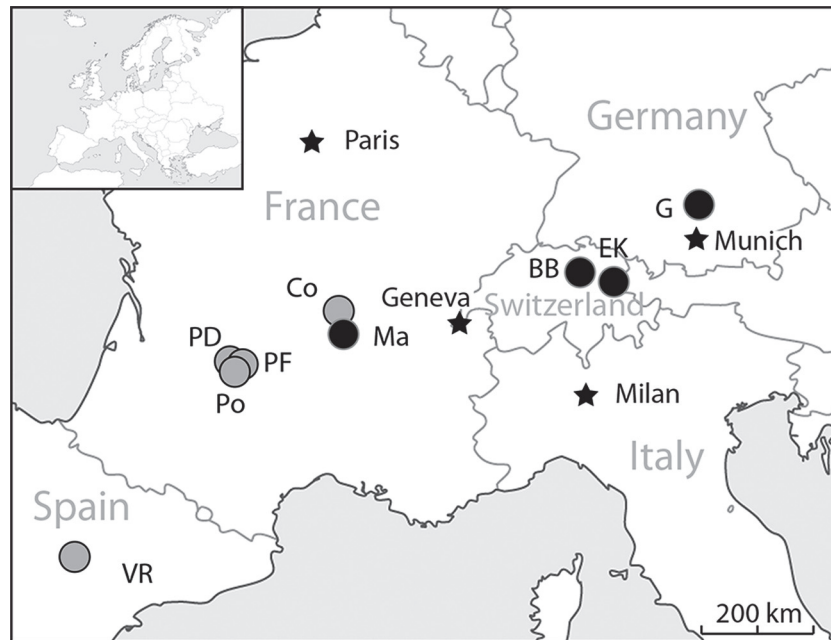 Germany
Paris
France
G
Munich
EK
BB
Co
Geneva
Switzerland
Ma
PD
PF
Po
Milan
Italy
Spain
VR
200 km